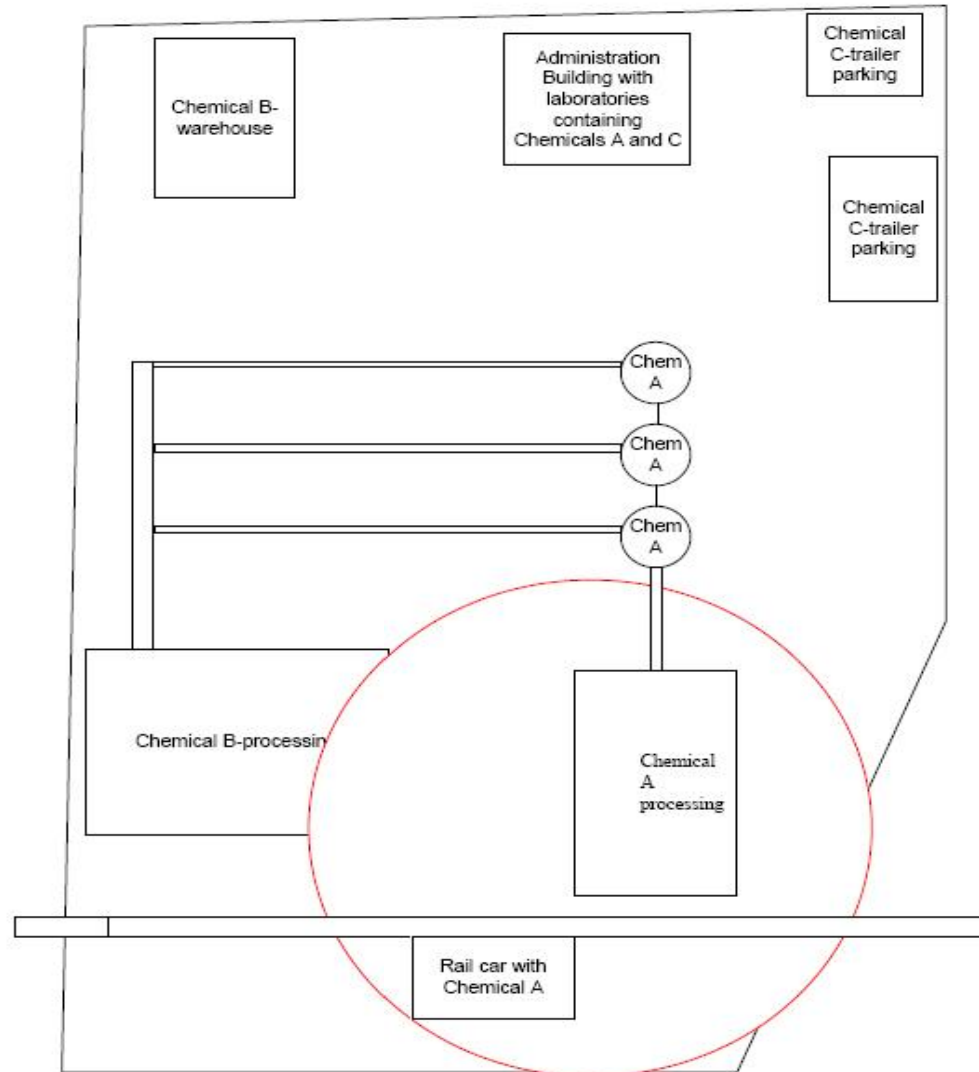 Chemical B-
warehouse
Administration
Building with
laboratories
containing
Chemicals A and C
Chemical
C-trailer
parking
Chemical
C-trailer
parking
Chem
A
Chem
A
Chem
A
Chemical B-processin
Chemical
A
processing
Rail car with
Chemical A